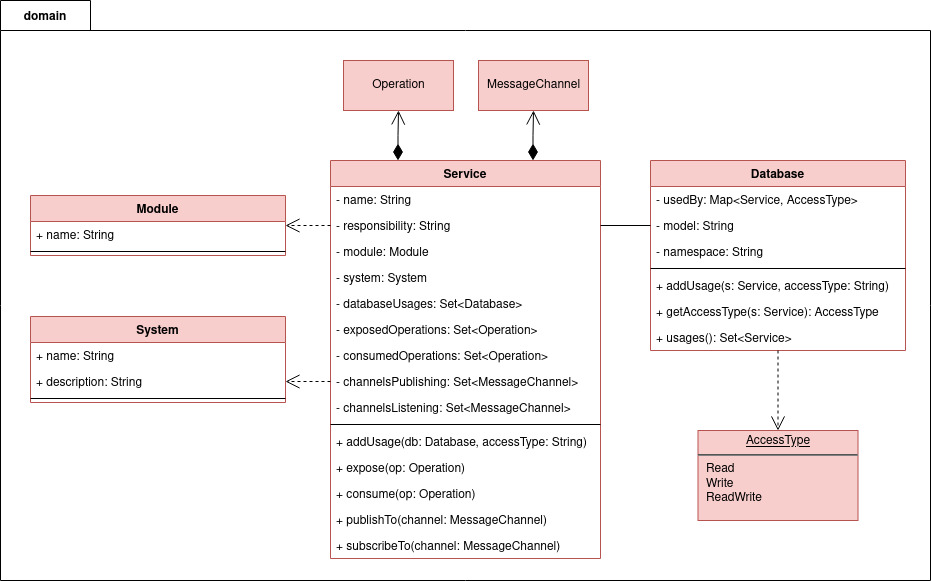 domain
Operation
MessageChannel
Module
+ name: String
System
+ name: String
+ description: String
Service
- name: String
- responsibility: String
- module: Module
- system: System
- databaseUsages: Set<Database>
- exposedOperations: Set<Operation>
- consumedOperations: Set<Operation>
- channelsPublishing: Set<MessageChannel>
- channelsListening: Set<MessageChannel>
+ addUsage(db: Database, accessType: String)
+ expose(op: Operation)
+ consume(op: Operation)
+ publishTo(channel: MessageChannel)
+ subscribeTo(channel: MessageChannel)
Database
- usedBy: Map<Service, AccessType>
- model: String
- namespace: String
+ addUsage(s: Service, accessType: String)
+ getAccessType(s: Service): AccessType
+ usages(): Set<Service>
AccessType
Read
Write
ReadWrite